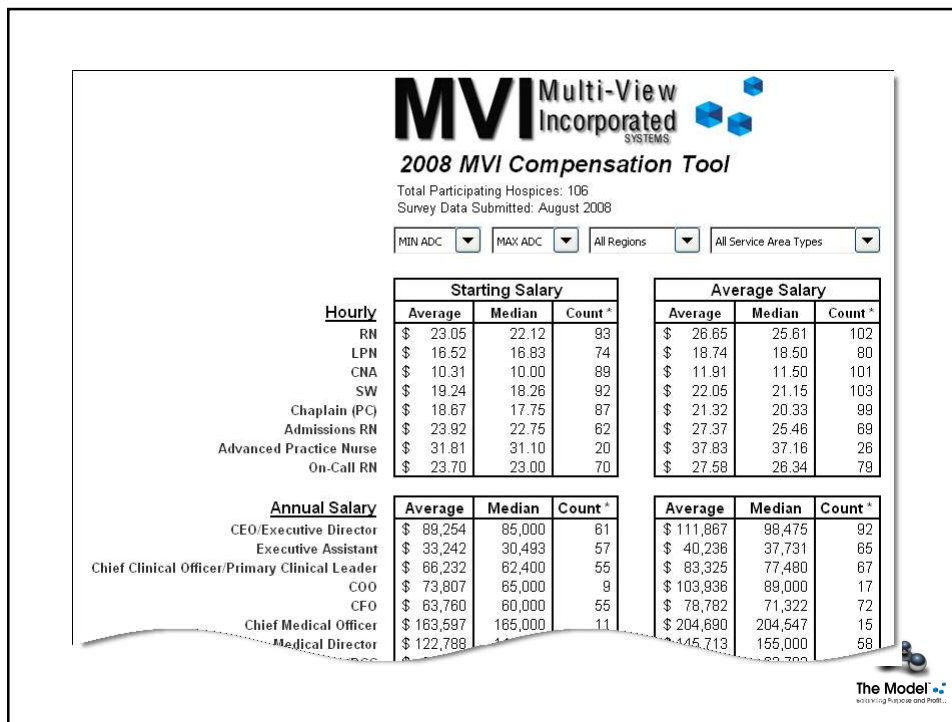 MVI Multi-View
Incorporated
SYSTEMS
2008 MVI Compensation Tool
Total Participating Hospices: 106
Survey Data Submitted: August 2008
MIN ADC MAX ADC All Regions All Service Area Types
Starting Salary Average Salary
Hourly Average Median Count * Average Median Count *
RN $ 23.05 22.12 93 $ 26.65 25.61 102
LPN $ 16.52 16.83 74 $ 18.74 18.50 80
CNA $ 10.31 10.00 89 $ 11.91 11.50 101
SW $ 19.24 18.26 92 $ 22.05 21.15 103
Chaplain (PC) $ 18.67 17.75 87 $ 21.32 20.33 99
Admissions RN $ 23.92 22.75 62 $ 27.37 25.46 69
Advanced Practice Nurse $ 31.81 31.10 20 $ 37.83 37.16 26
On-Call RN $ 23.70 23.00 70 $ 27.58 26.34 79
Annual Salary Average Median Count * Average Median Count *
CEO/Executive Director $ 89,254 85,000 61 $ 111,867 98,475 92
Executive Assistant $ 33,242 30,493 57 $ 40,236 37,731 65
Chief Clinical Officer/Primary Clinical Leader $ 66,232 62,400 55 $ 83,325 77,480 67
COO $ 73,807 65,000 9 $ 103,936 89,000 17
CFO $ 63,760 60,000 55 $ 78,782 71,322 72
Chief Medical Officer $ 163,597 165,000 11 $ 204,690 204,547 15
Medical Director $ 122,788 145,713 155,000 58
The Model
Balancing Purpose and Profit...